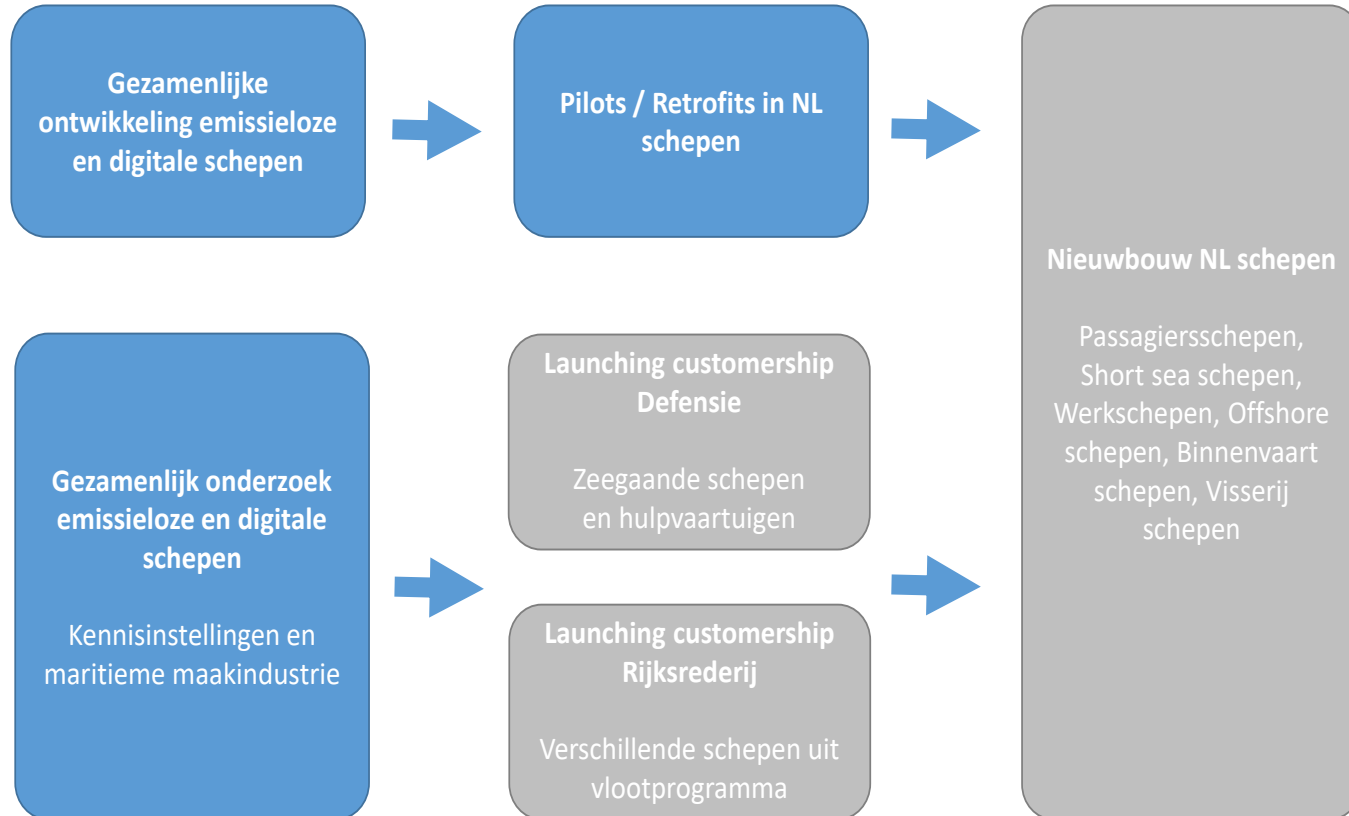 Gezamenlijke
ontwikkeling emissieloze
en digitale schepen
Pilots / Retrofits in NL
schepen
Nieuwbouw NL schepen
Passagiersschepen,
Short sea schepen,
Werkschepen, Offshore
schepen, Binnenvaart
schepen, Visserij
schepen
Gezamenlijk onderzoek
emissieloze en digitale
schepen
Kennisinstellingen en
maritieme maakindustrie
Launching customership
Defensie
Zeegaande schepen
en hulpvaartuigen
Launching customership
Rijksrederij
Verschillende schepen uit
vlootprogramma